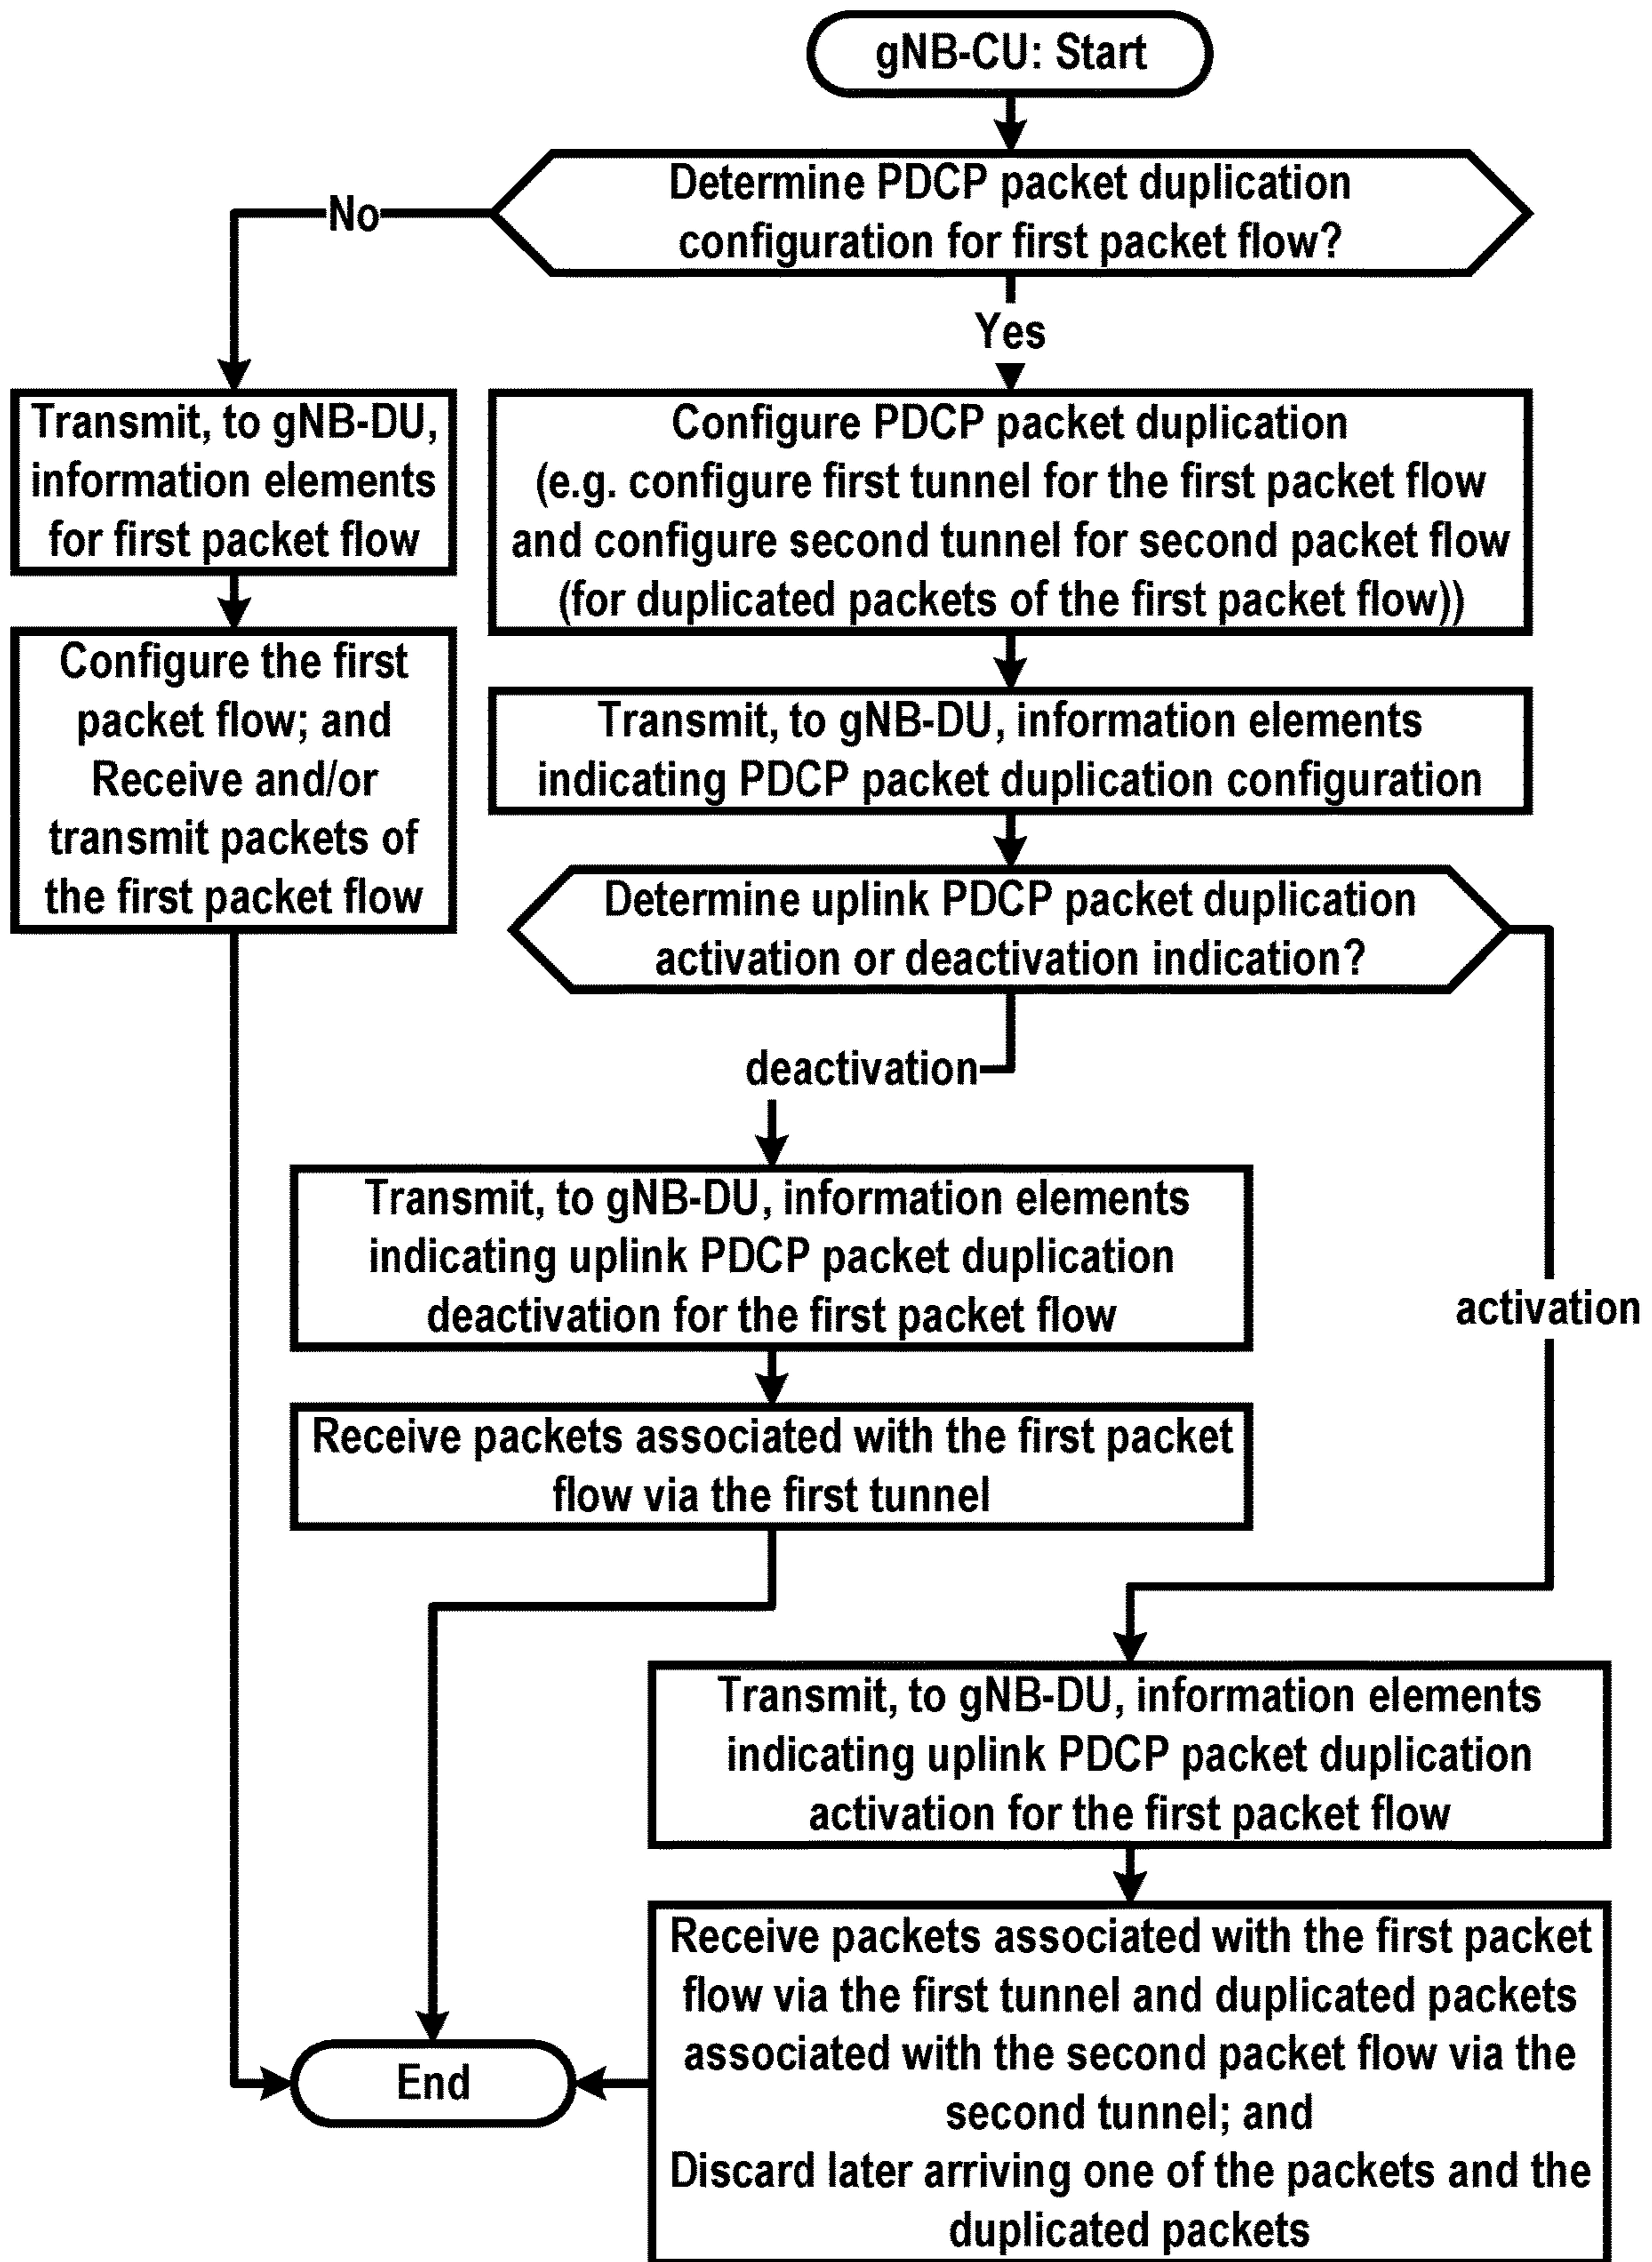 gNB-CU: Start
Determine PDCP packet duplication
configuration for first packet flow?
No
Yes
Transmit, to gNB-DU,
information elements
for first packet flow
Configure the first
packet flow; and
Receive and/or
transmit packets of
the first packet flow
Configure PDCP packet duplication
(e.g. configure first tunnel for the first packet flow
and configure second tunnel for second packet flow
(for duplicated packets of the first packet flow))
Transmit, to gNB-DU, information elements
indicating PDCP packet duplication configuration
Determine uplink PDCP packet duplication
activation or deactivation indication?
deactivation
Transmit, to gNB-DU, information elements
indicating uplink PDCP packet duplication
deactivation for the first packet flow
activation
Receive packets associated with the first packet
flow via the first tunnel
Transmit, to gNB-DU, information elements
indicating uplink PDCP packet duplication
activation for the first packet flow
Receive packets associated with the first packet
flow via the first tunnel and duplicated packets
associated with the second packet flow via the
second tunnel; and
Discard later arriving one of the packets and the
duplicated packets
End